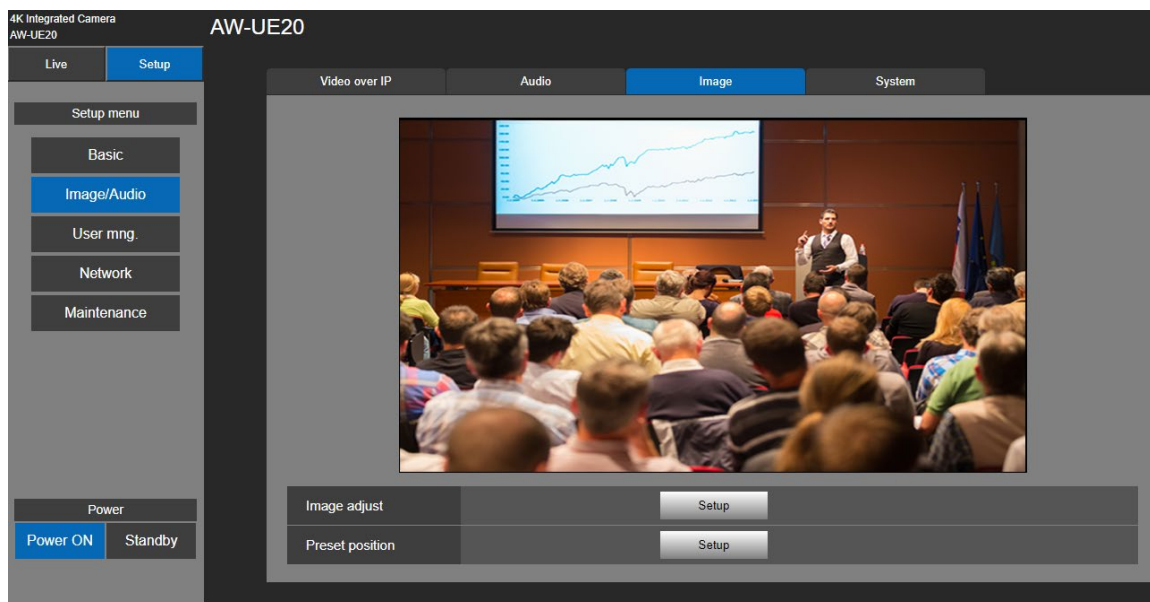 4K Integrated Camera
AW-UE20
AW-UE20
Live
Setup
Video over IP
Audio
Image
System
Setup menu
Basic
Image/Audio
User mng.
Network
Maintenance
Power
Power ON
Standby
Image adjust
Setup
Preset position
Setup